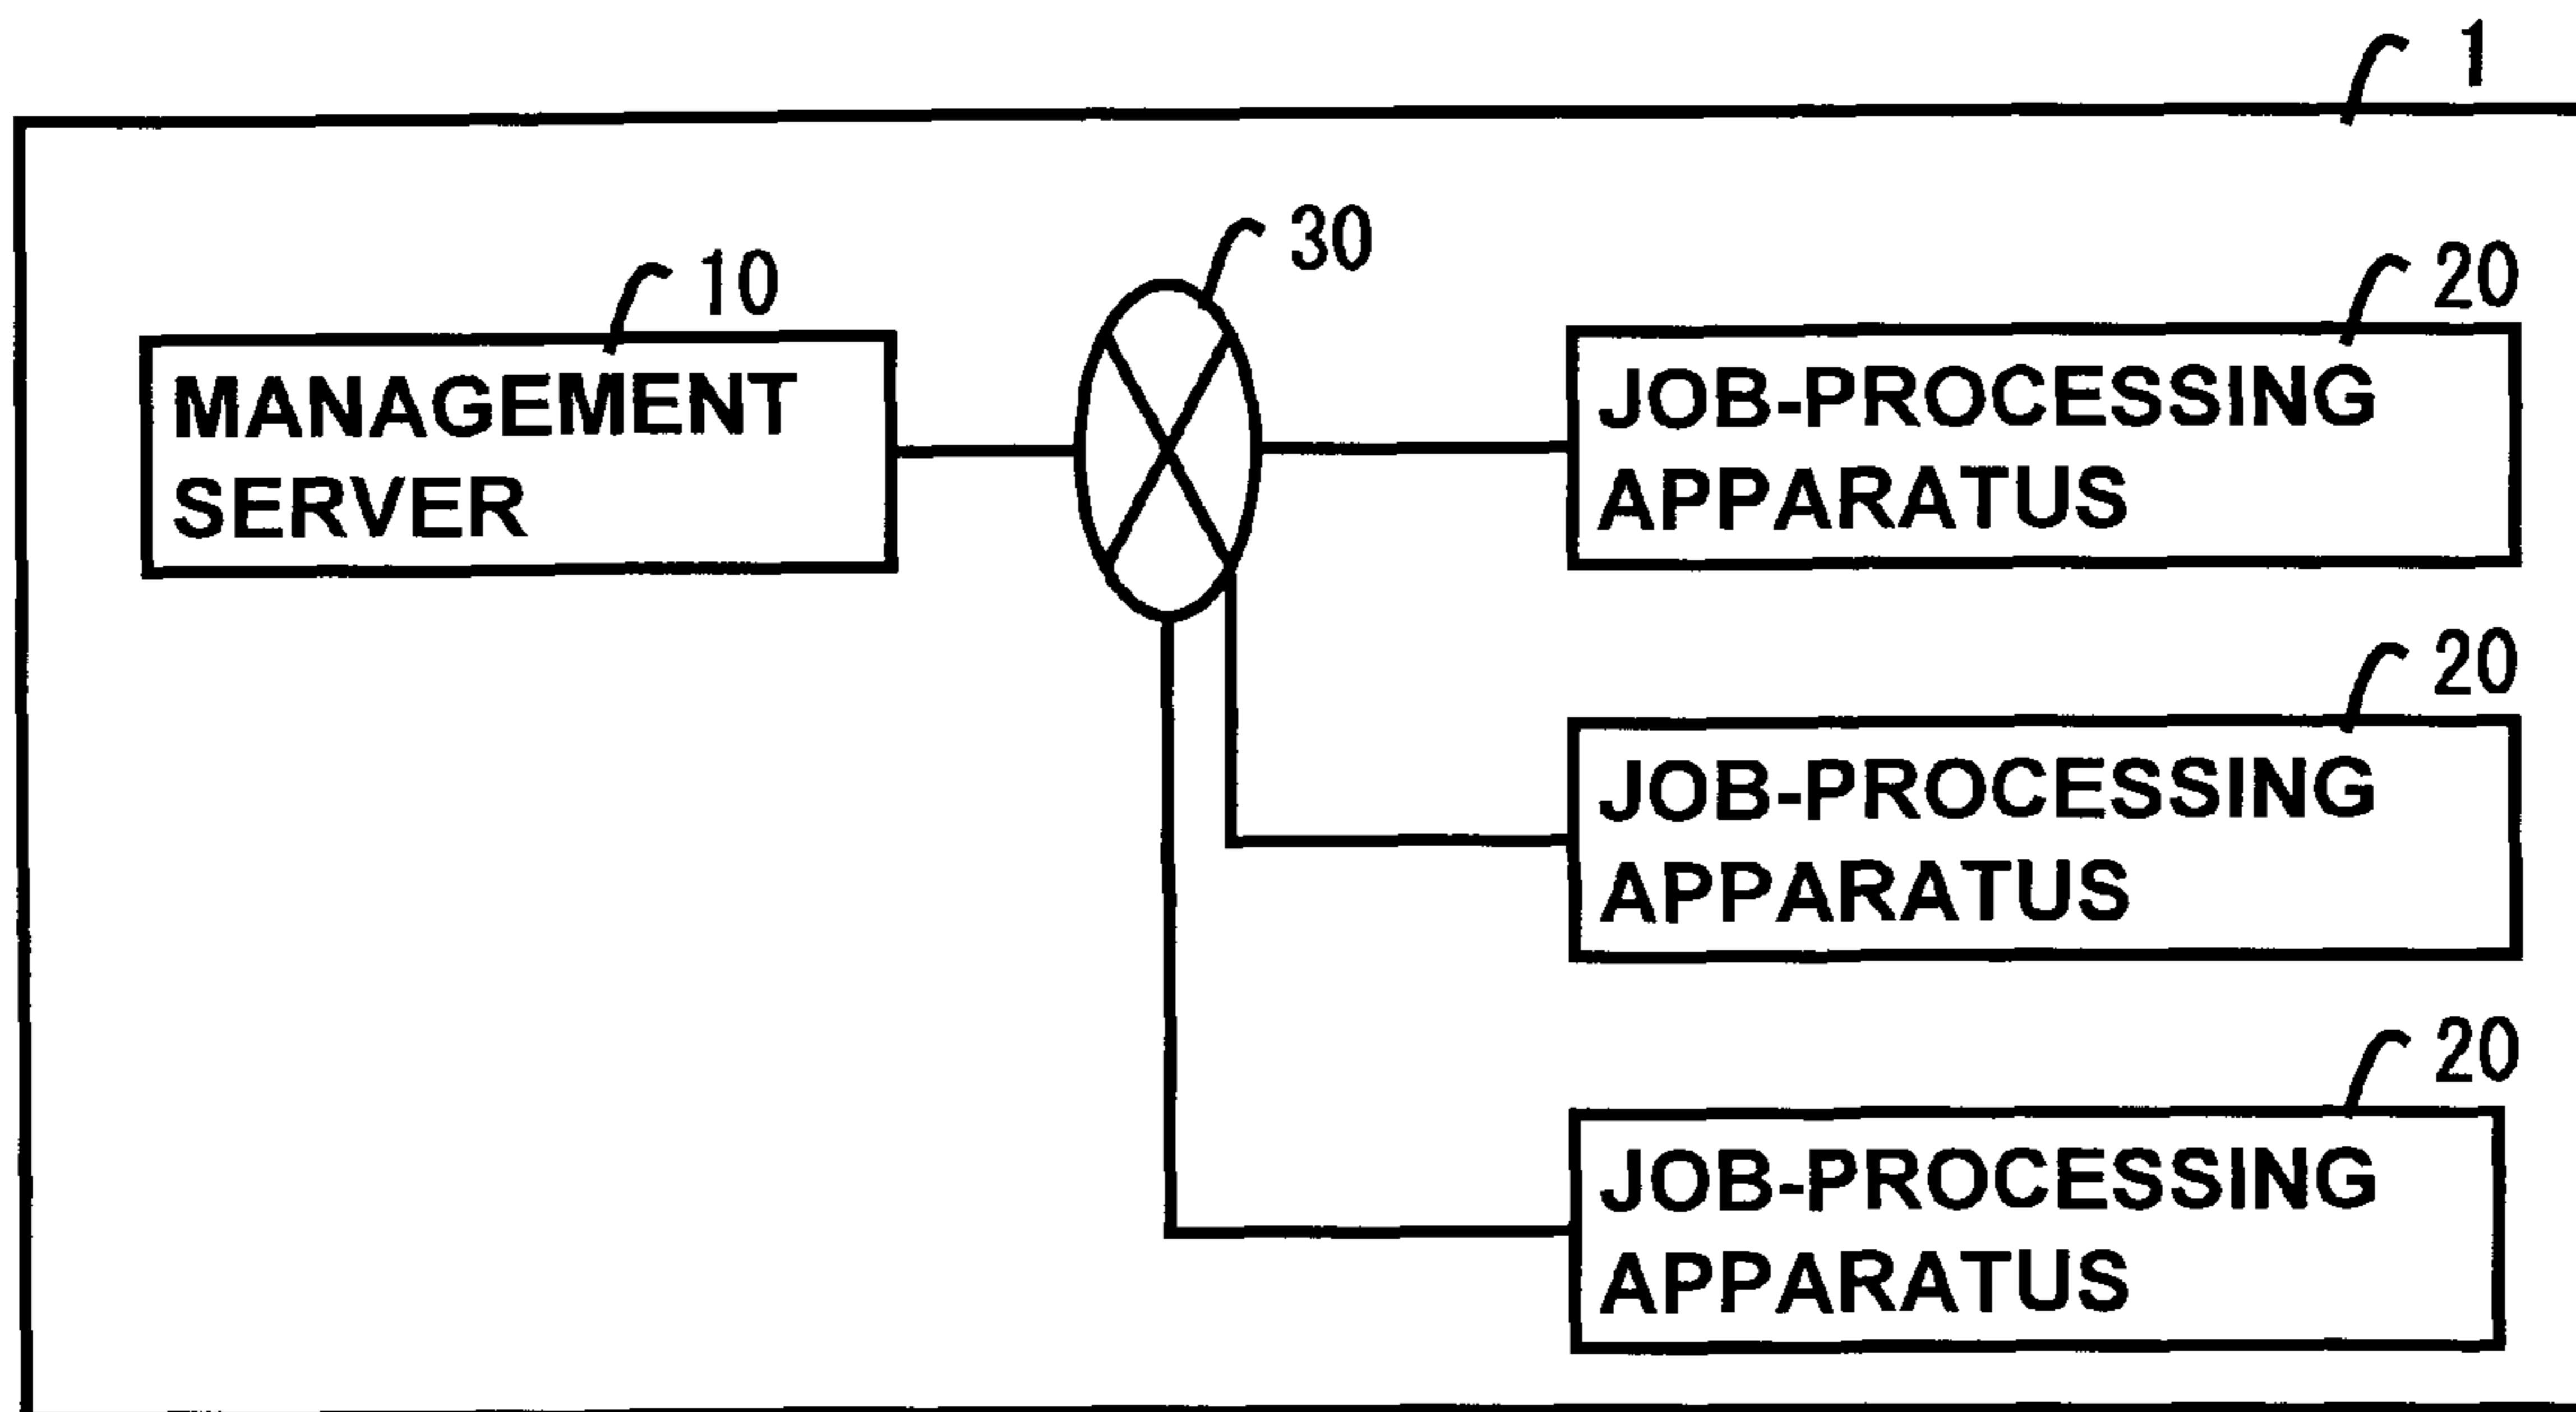 1
30
10
20
MANAGEMENT
SERVER
JOB-PROCESSING
APPARATUS
20
JOB-PROCESSING
APPARATUS
20
JOB-PROCESSING
APPARATUS